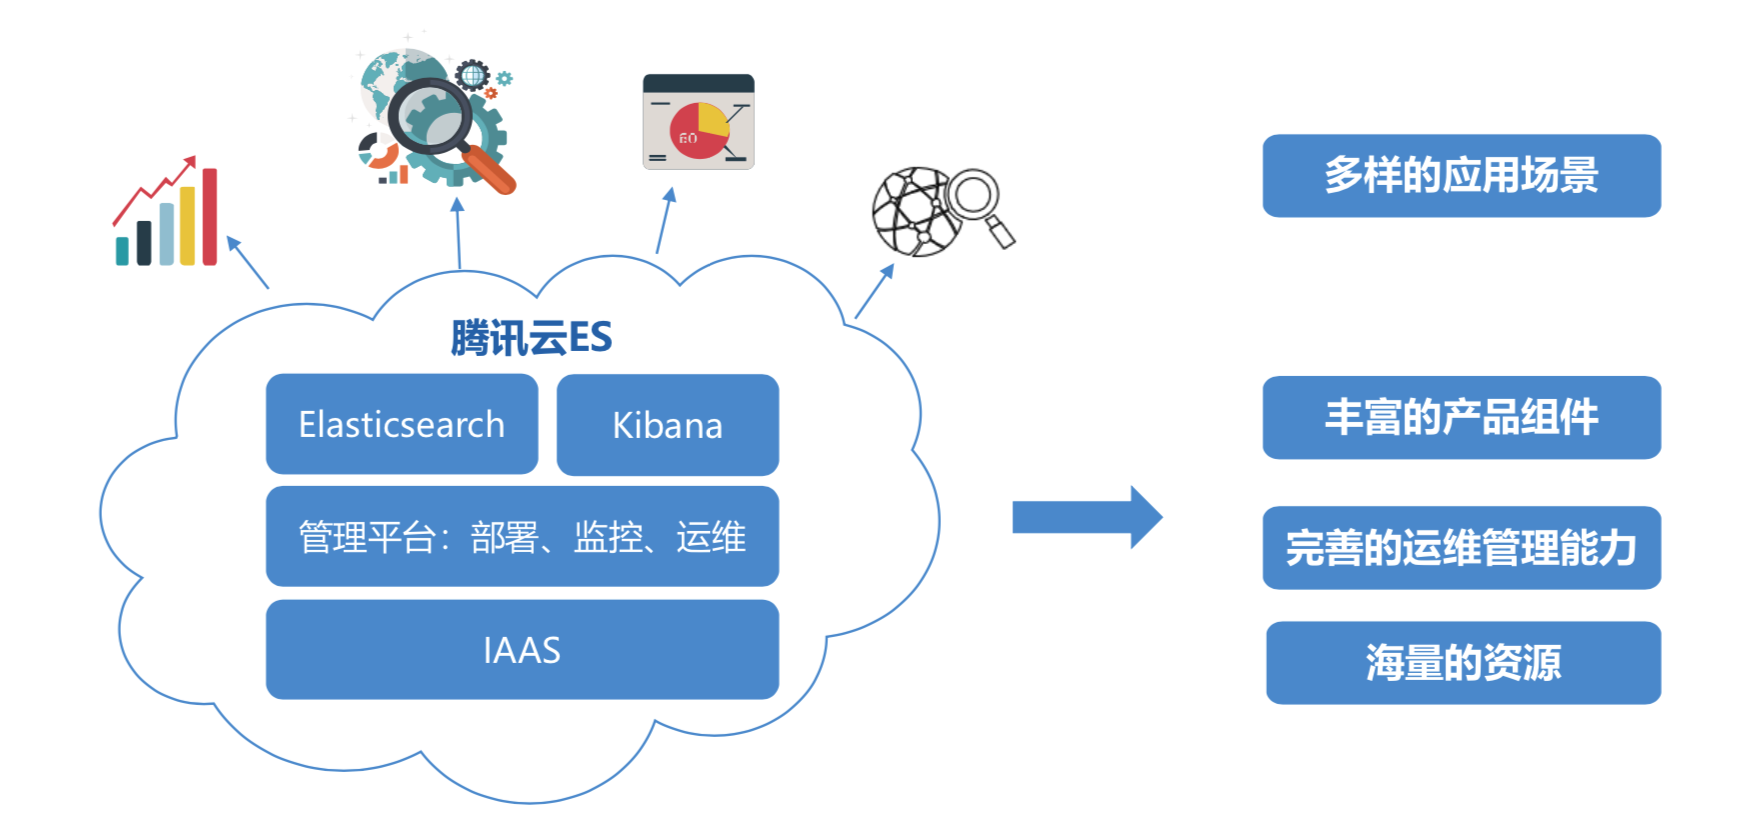 60
多样的应用场景
腾讯云ES
Elasticsearch
Kibana
丰富的产品组件
管理平台：部署、监控、运维
完善的运维管理能力
IAAS
海量的资源